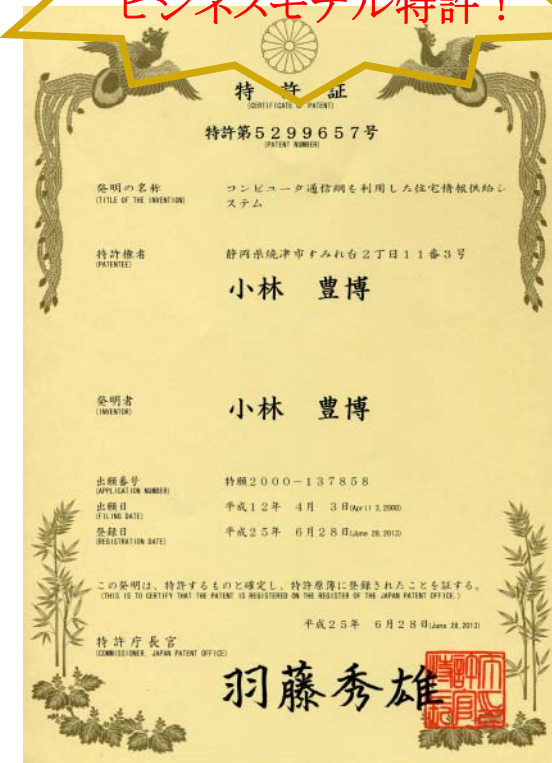 ビジネスモデル特許！
特許証
(CERTIFICATE OF PATENT)
特許第5299657号
(PATENT NUMBER)
発明の名称
(TITLE OF THE INVENTION)
コンピュータ通信網を利用した住宅情報供給シ
ステム
特許権者
(PATENTEE)
静岡県焼津市すみれ台2丁目11番3号
小林 豊博
発明者
(INVENTOR)
小林 豊博
出願番号
(APPLICATION NUMBER)
特願2000-137858
出願日
(FILING DATE)
平成12年 4月 3日(April 3,2000)
登録日
(REGISTRATION DATE)
平成25年 6月28日(June 28,2013)
この発明は、特許するものと確定し、特許原簿に登録されたことを証する。
(THIS IS TO CERTIFY THAT THE PATENT IS REGISTERED ON THE REGISTER OF THE JAPAN PATENT OFFICE.)
平成25年 6月28日(June 28,2013)
特許庁長官
(COMMISSIONER, JAPAN PATENT OFFICE)
羽藤秀雄